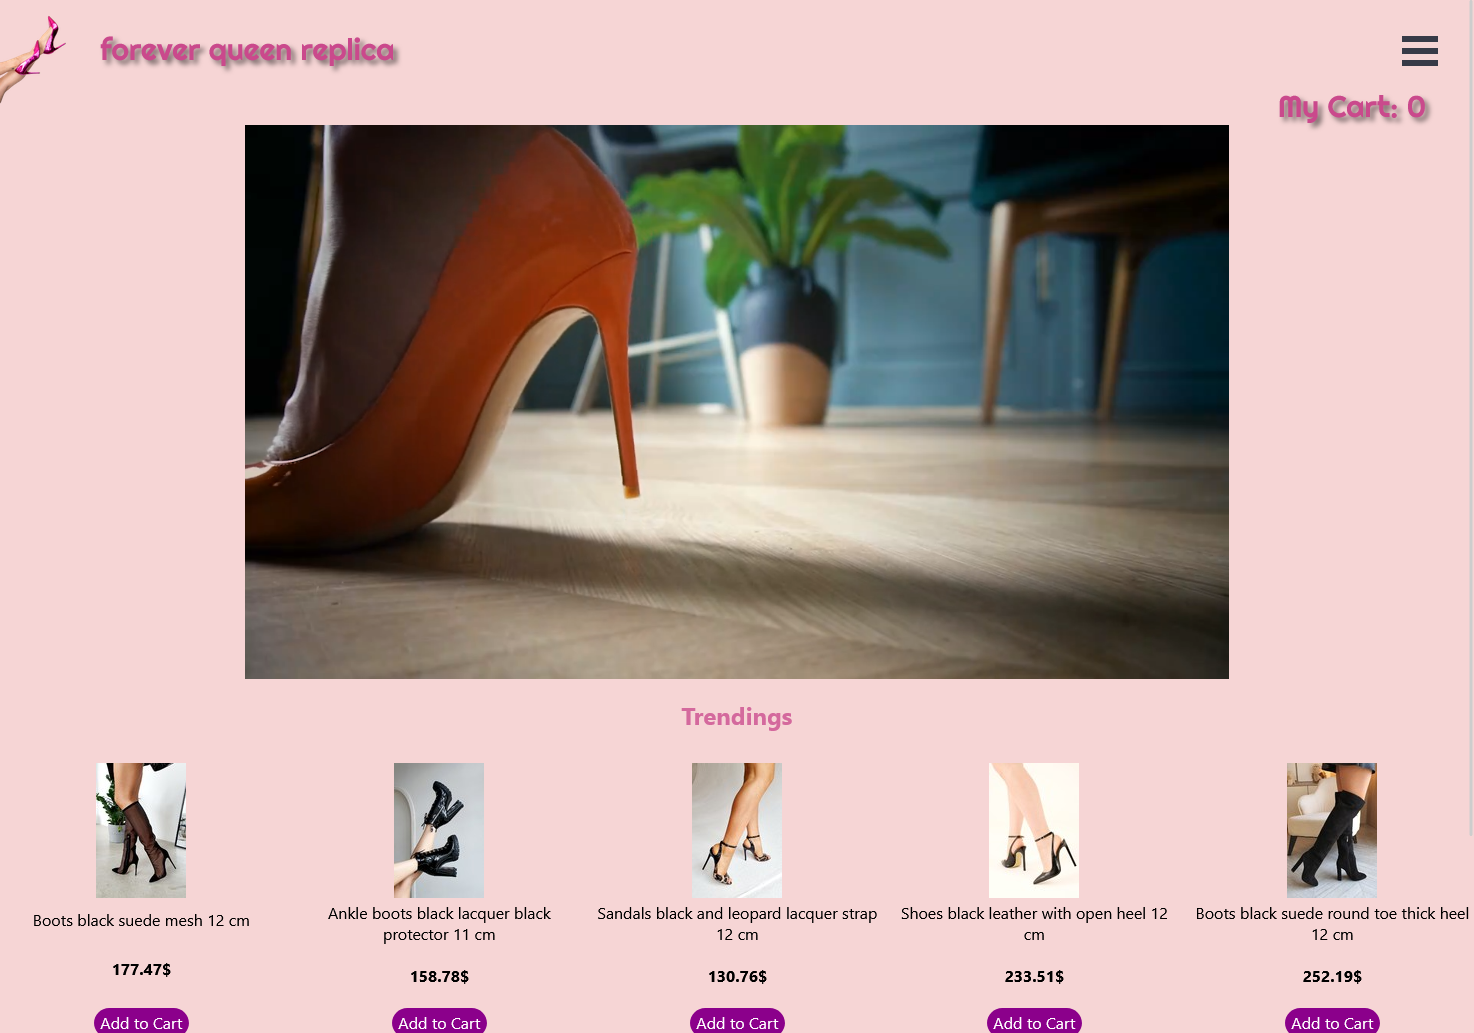 forever queen replica
My Cart: 0
Trendings
Boots black suede mesh 12 cm
177.47$
Add to Cart
Ankle boots black lacquer black
protector 11 cm
158.78$
Add to Cart
Sandals black and leopard lacquer strap
12 cm
130.76$
Add to Cart
Shoes black leather with open heel 12
cm
233.51$
Add to Cart
Boots black suede round toe thick heel
12 cm
252.19$
Add to Cart